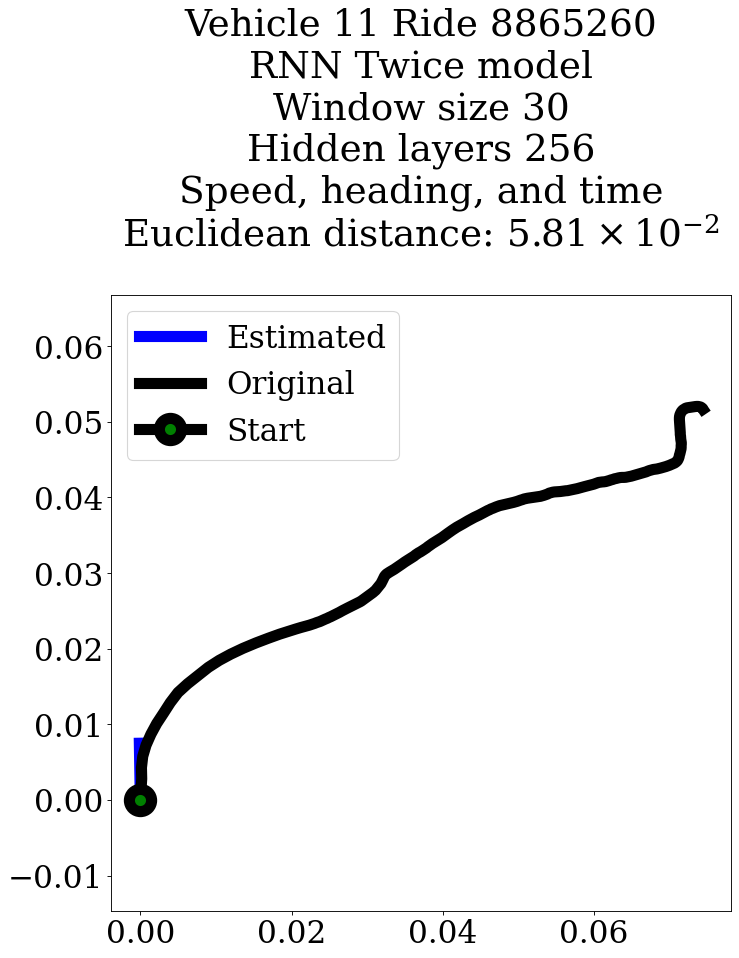 Vehicle 11 Ride 8865260
RNN Twice model
Window size 30
Hidden layers 256
Speed, heading, and time
Euclidean distance: 5.81 × 10⁻²
Estimated
Original
Start
0.06
0.05
0.04
0.03
0.02
0.01
0.00
−0.01
0.00 0.02 0.04 0.06